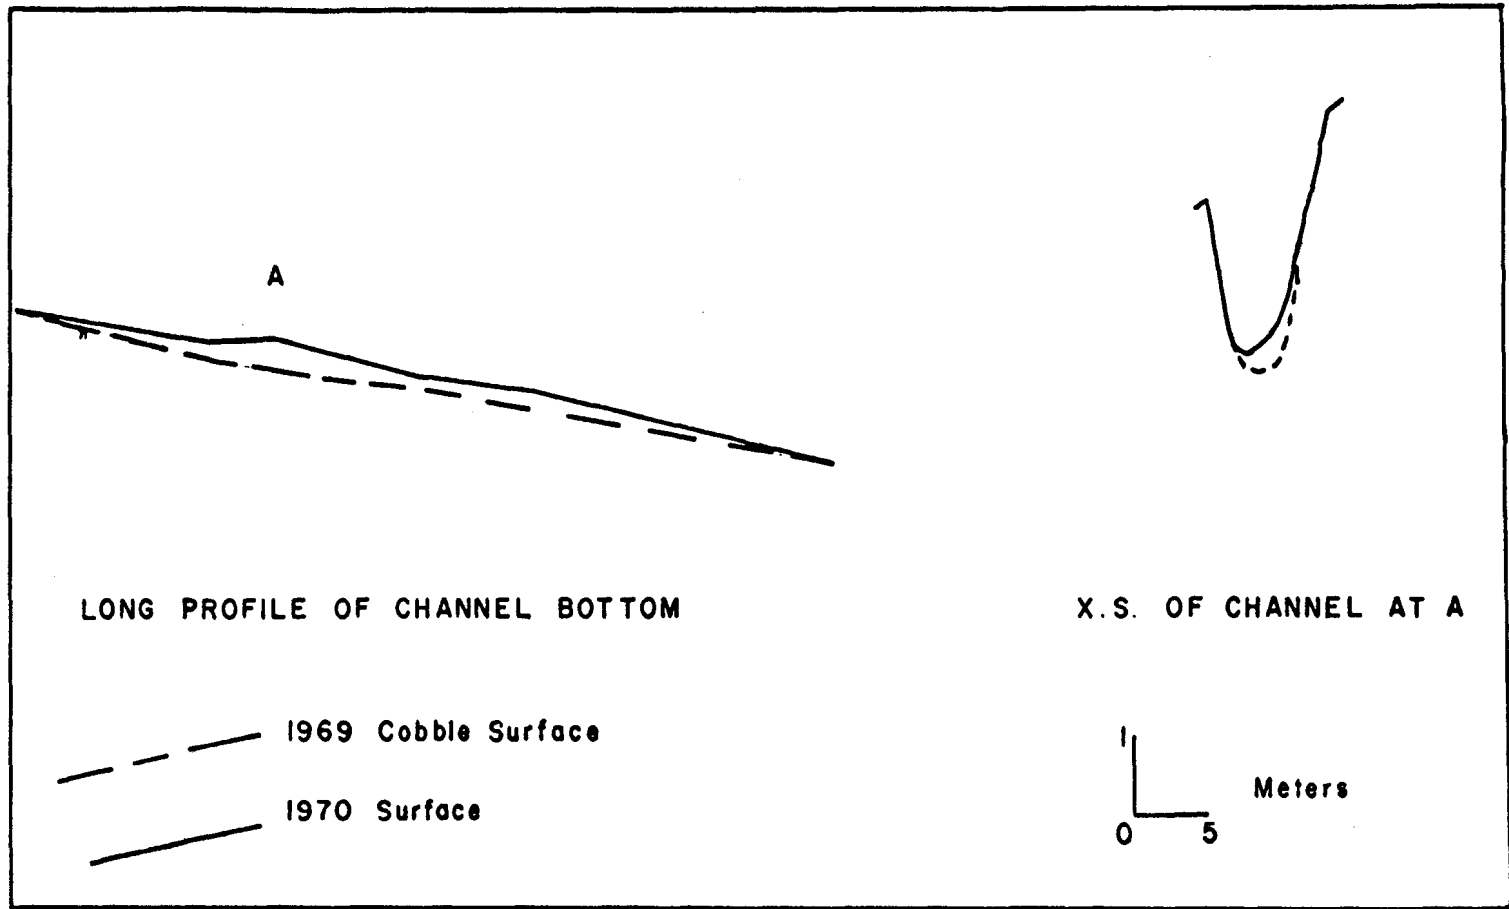 A
LONG PROFILE OF CHANNEL BOTTOM
X.S. OF CHANNEL AT A
1969 Cobble Surface
1970 Surface
1
Meters
0 5